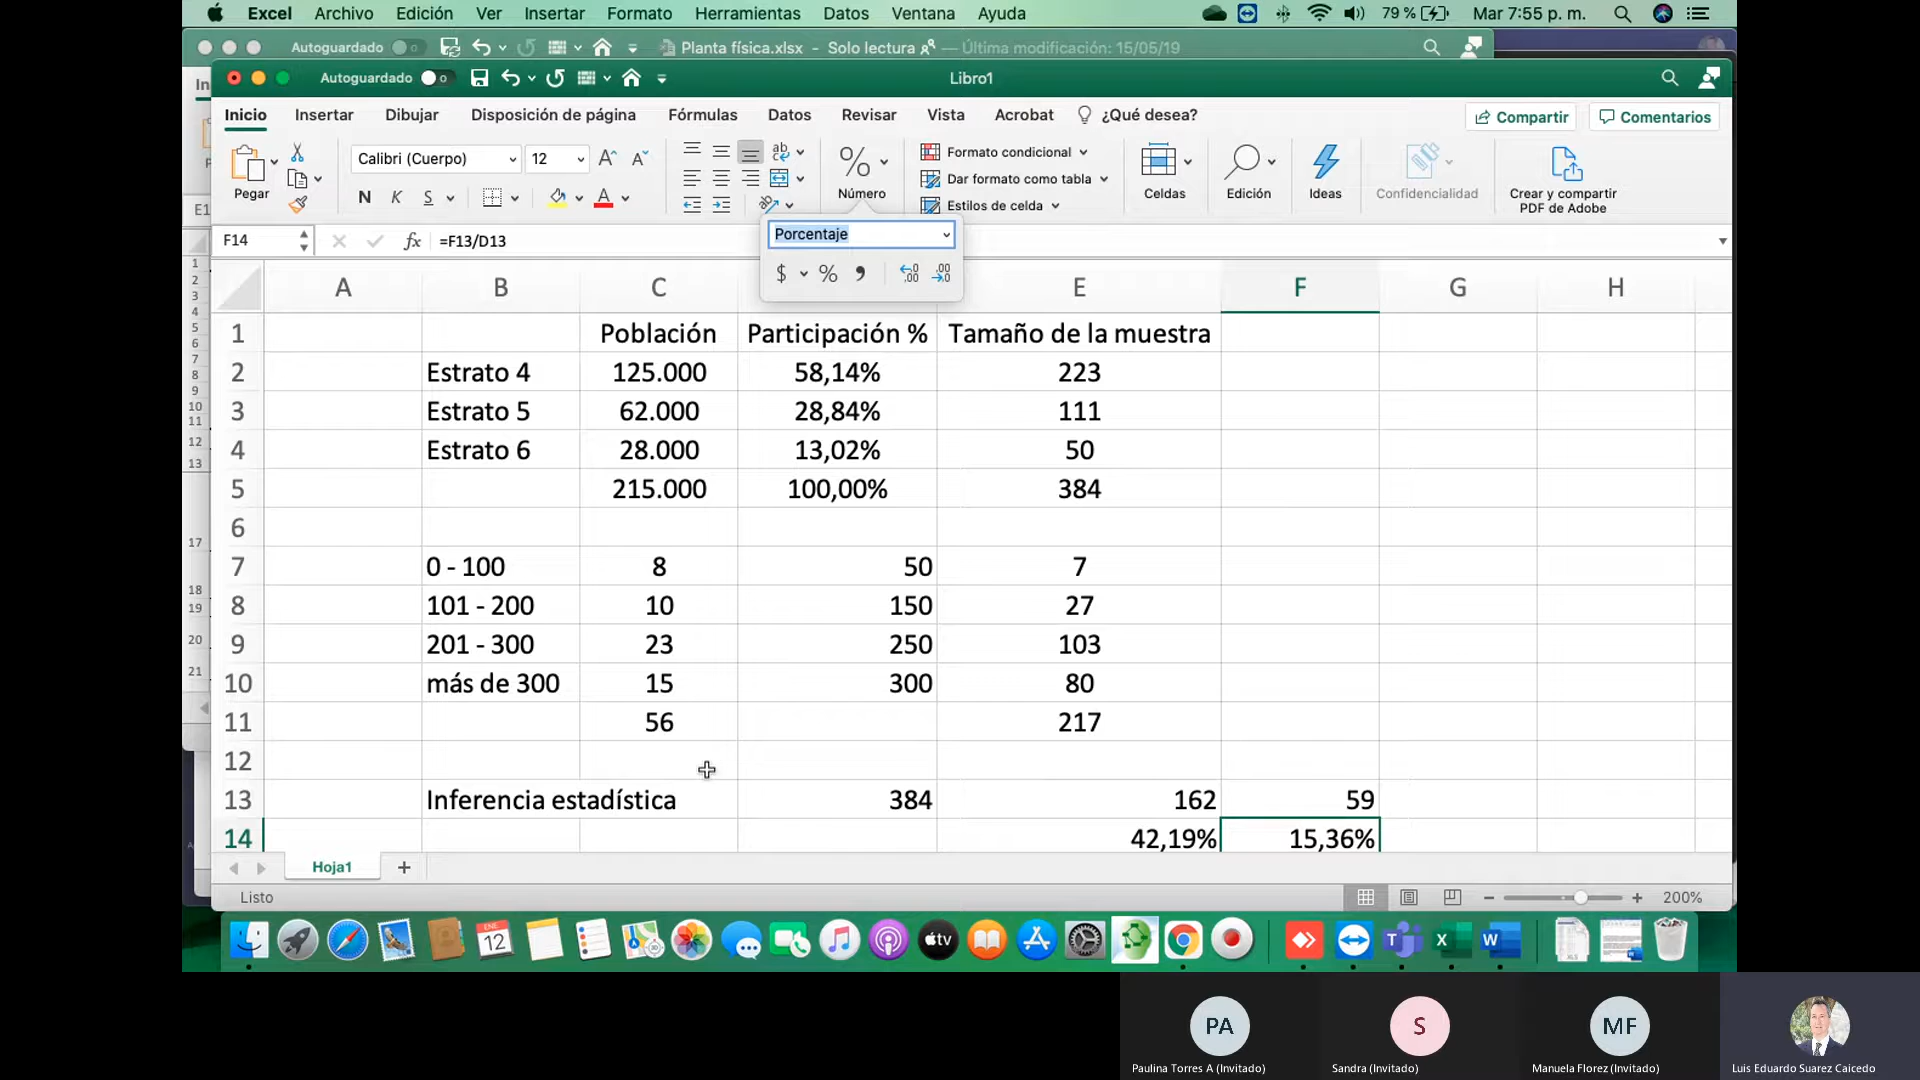 Excel Archivo Edición Ver Insertar Formato Herramientas Datos Ventana Ayuda 79 % Mar 7:55 p. m.
Autoguardado Planta física.xlsx - Solo lectura — Última modificación: 15/05/19
Autoguardado Libro1
Inicio Insertar Dibujar Disposición de página Fórmulas Datos Revisar Vista Acrobat ¿Qué desea? Compartir Comentarios
Calibri (Cuerpo) 12 Formato condicional
Dar formato como tabla
Pegar N K S Número Estilos de celda Celdas Edición Ideas Confidencialidad Crear y compartir PDF de Adobe
F14 fx =F13/D13
Porcentaje
$ % ,
A B C E F G H
1 Población Participación % Tamaño de la muestra
2 Estrato 4 125.000 58,14% 223
3 Estrato 5 62.000 28,84% 111
4 Estrato 6 28.000 13,02% 50
5 215.000 100,00% 384
6
7 0 - 100 8 50 7
8 101 - 200 10 150 27
9 201 - 300 23 250 103
10 más de 300 15 300 80
11 56 217
12
13 Inferencia estadística 384 162 59
14 42,19% 15,36%
Hoja1 +
Listo 200%
PA S MF
Paulina Torres A (Invitado) Sandra (Invitado) Manuela Florez (Invitado) Luis Eduardo Suarez Caicedo